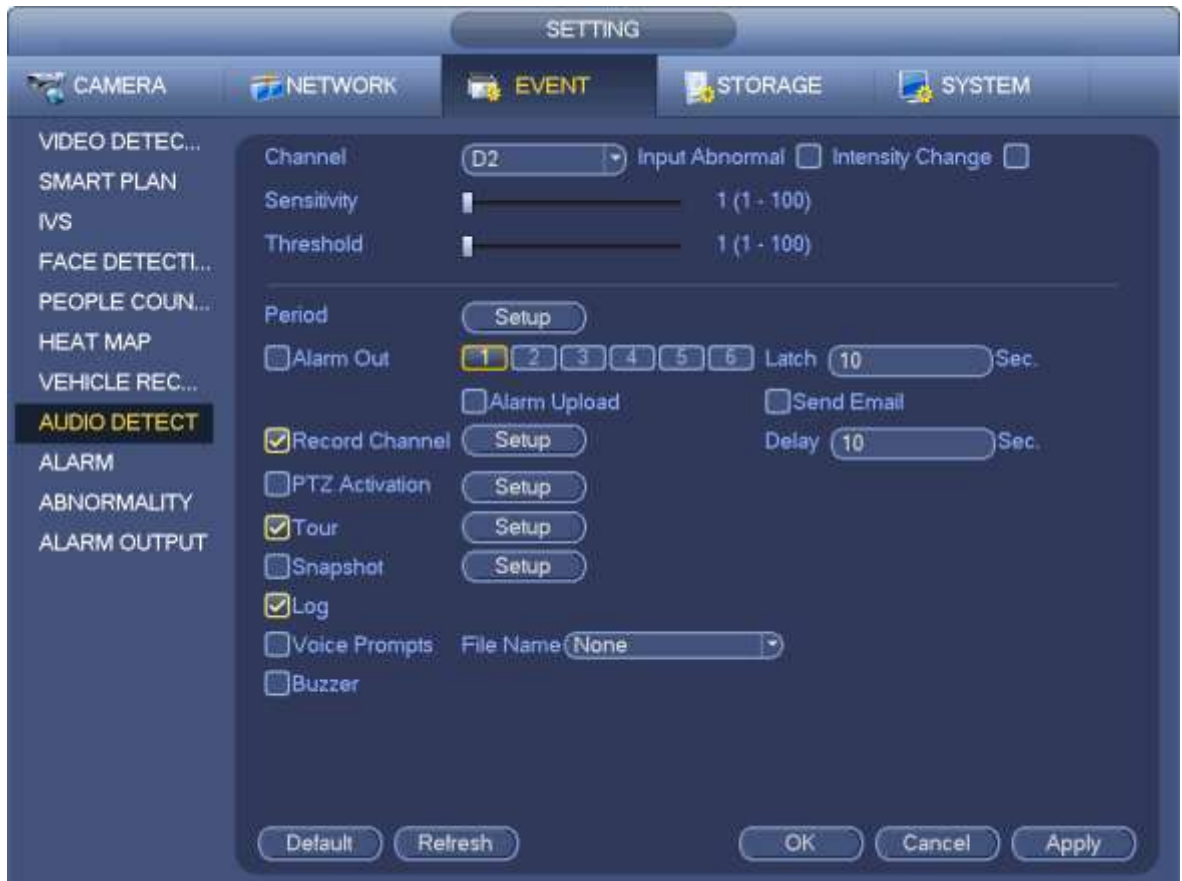 SETTING
CAMERA NETWORK EVENT STORAGE SYSTEM
VIDEO DETEC...
SMART PLAN
IVS
FACE DETECTI...
PEOPLE COUN...
HEAT MAP
VEHICLE REC...
AUDIO DETECT
ALARM
ABNORMALITY
ALARM OUTPUT
Channel D2 Input Abnormal Intensity Change
Sensitivity 1 (1 - 100)
Threshold 1 (1 - 100)
Period Setup
Alarm Out 1 2 3 4 5 6 Latch 10 Sec.
Alarm Upload Send Email
Record Channel Setup Delay 10 Sec.
PTZ Activation Setup
Tour Setup
Snapshot Setup
Log
Voice Prompts File Name None
Buzzer
Default Refresh OK Cancel Apply